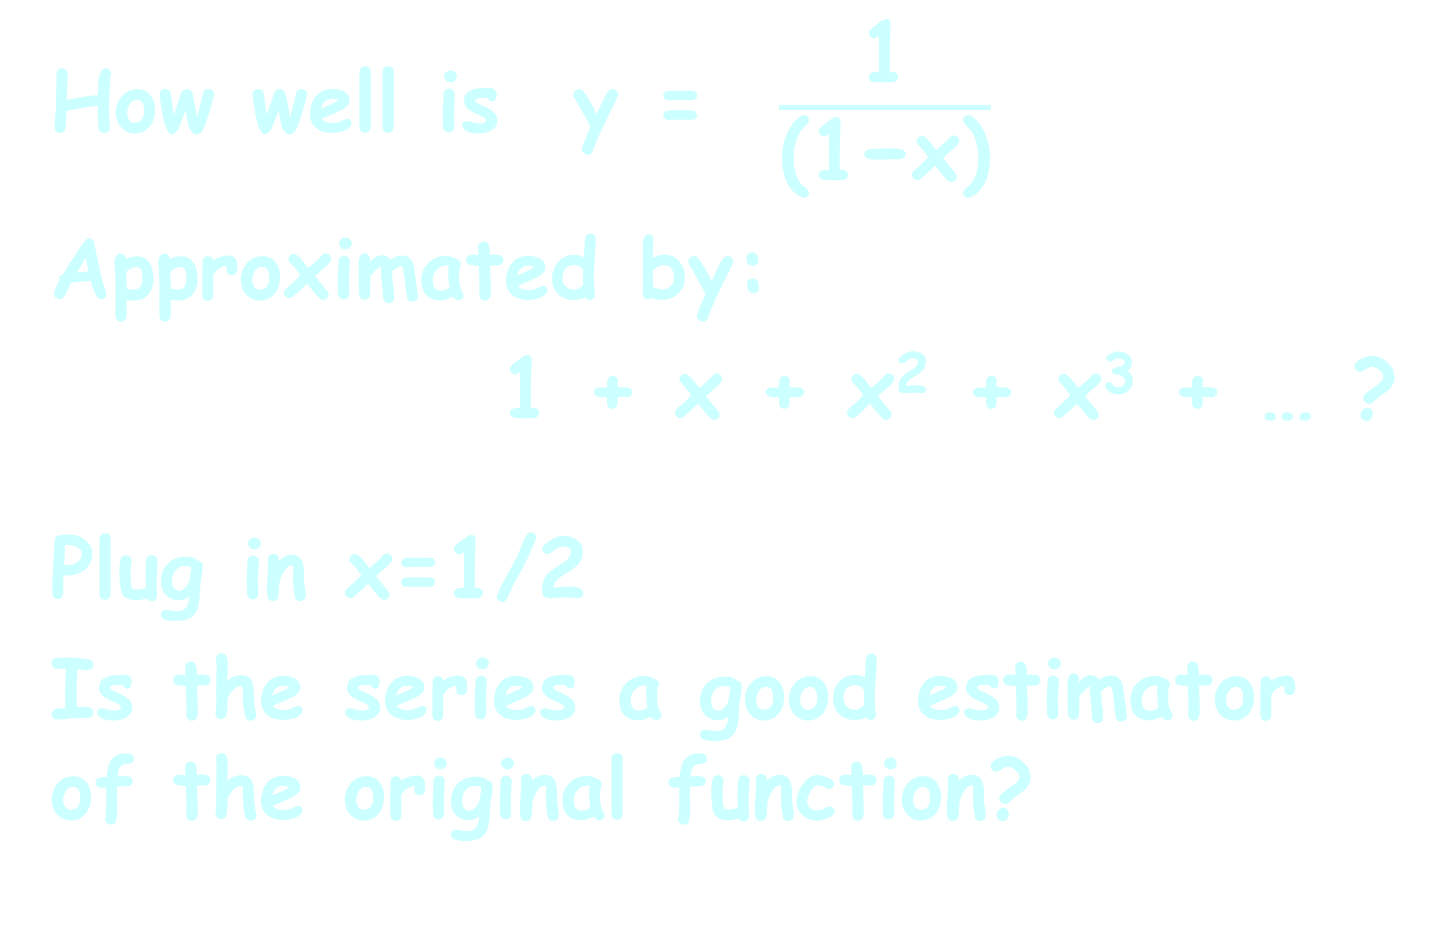 How well is y = 1/(1-x)
Approximated by:
1 + x + x² + x³ + … ?
Plug in x=1/2
Is the series a good estimator
of the original function?